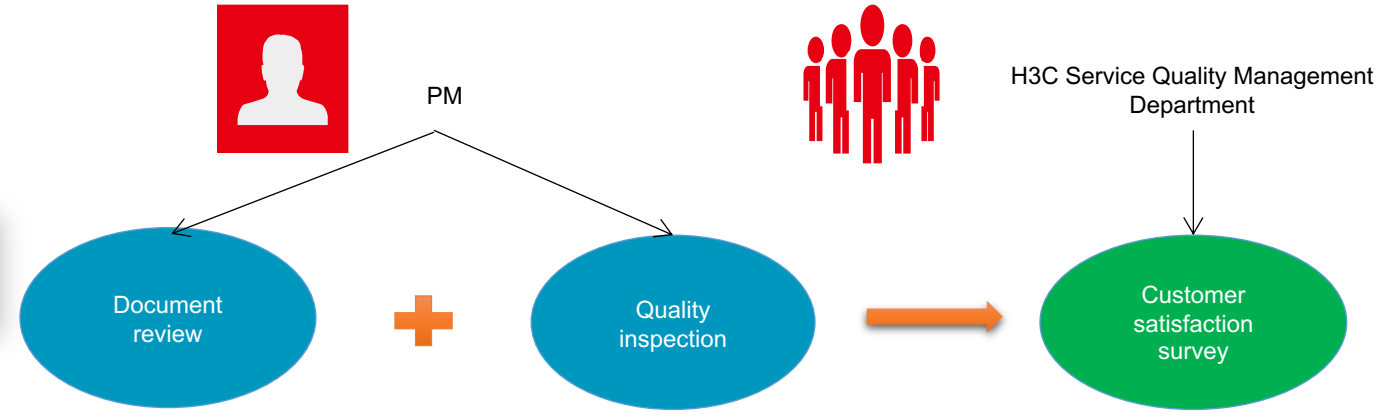 PM
H3C Service Quality Management
Department
Document
review
Quality
inspection
Customer
satisfaction
survey